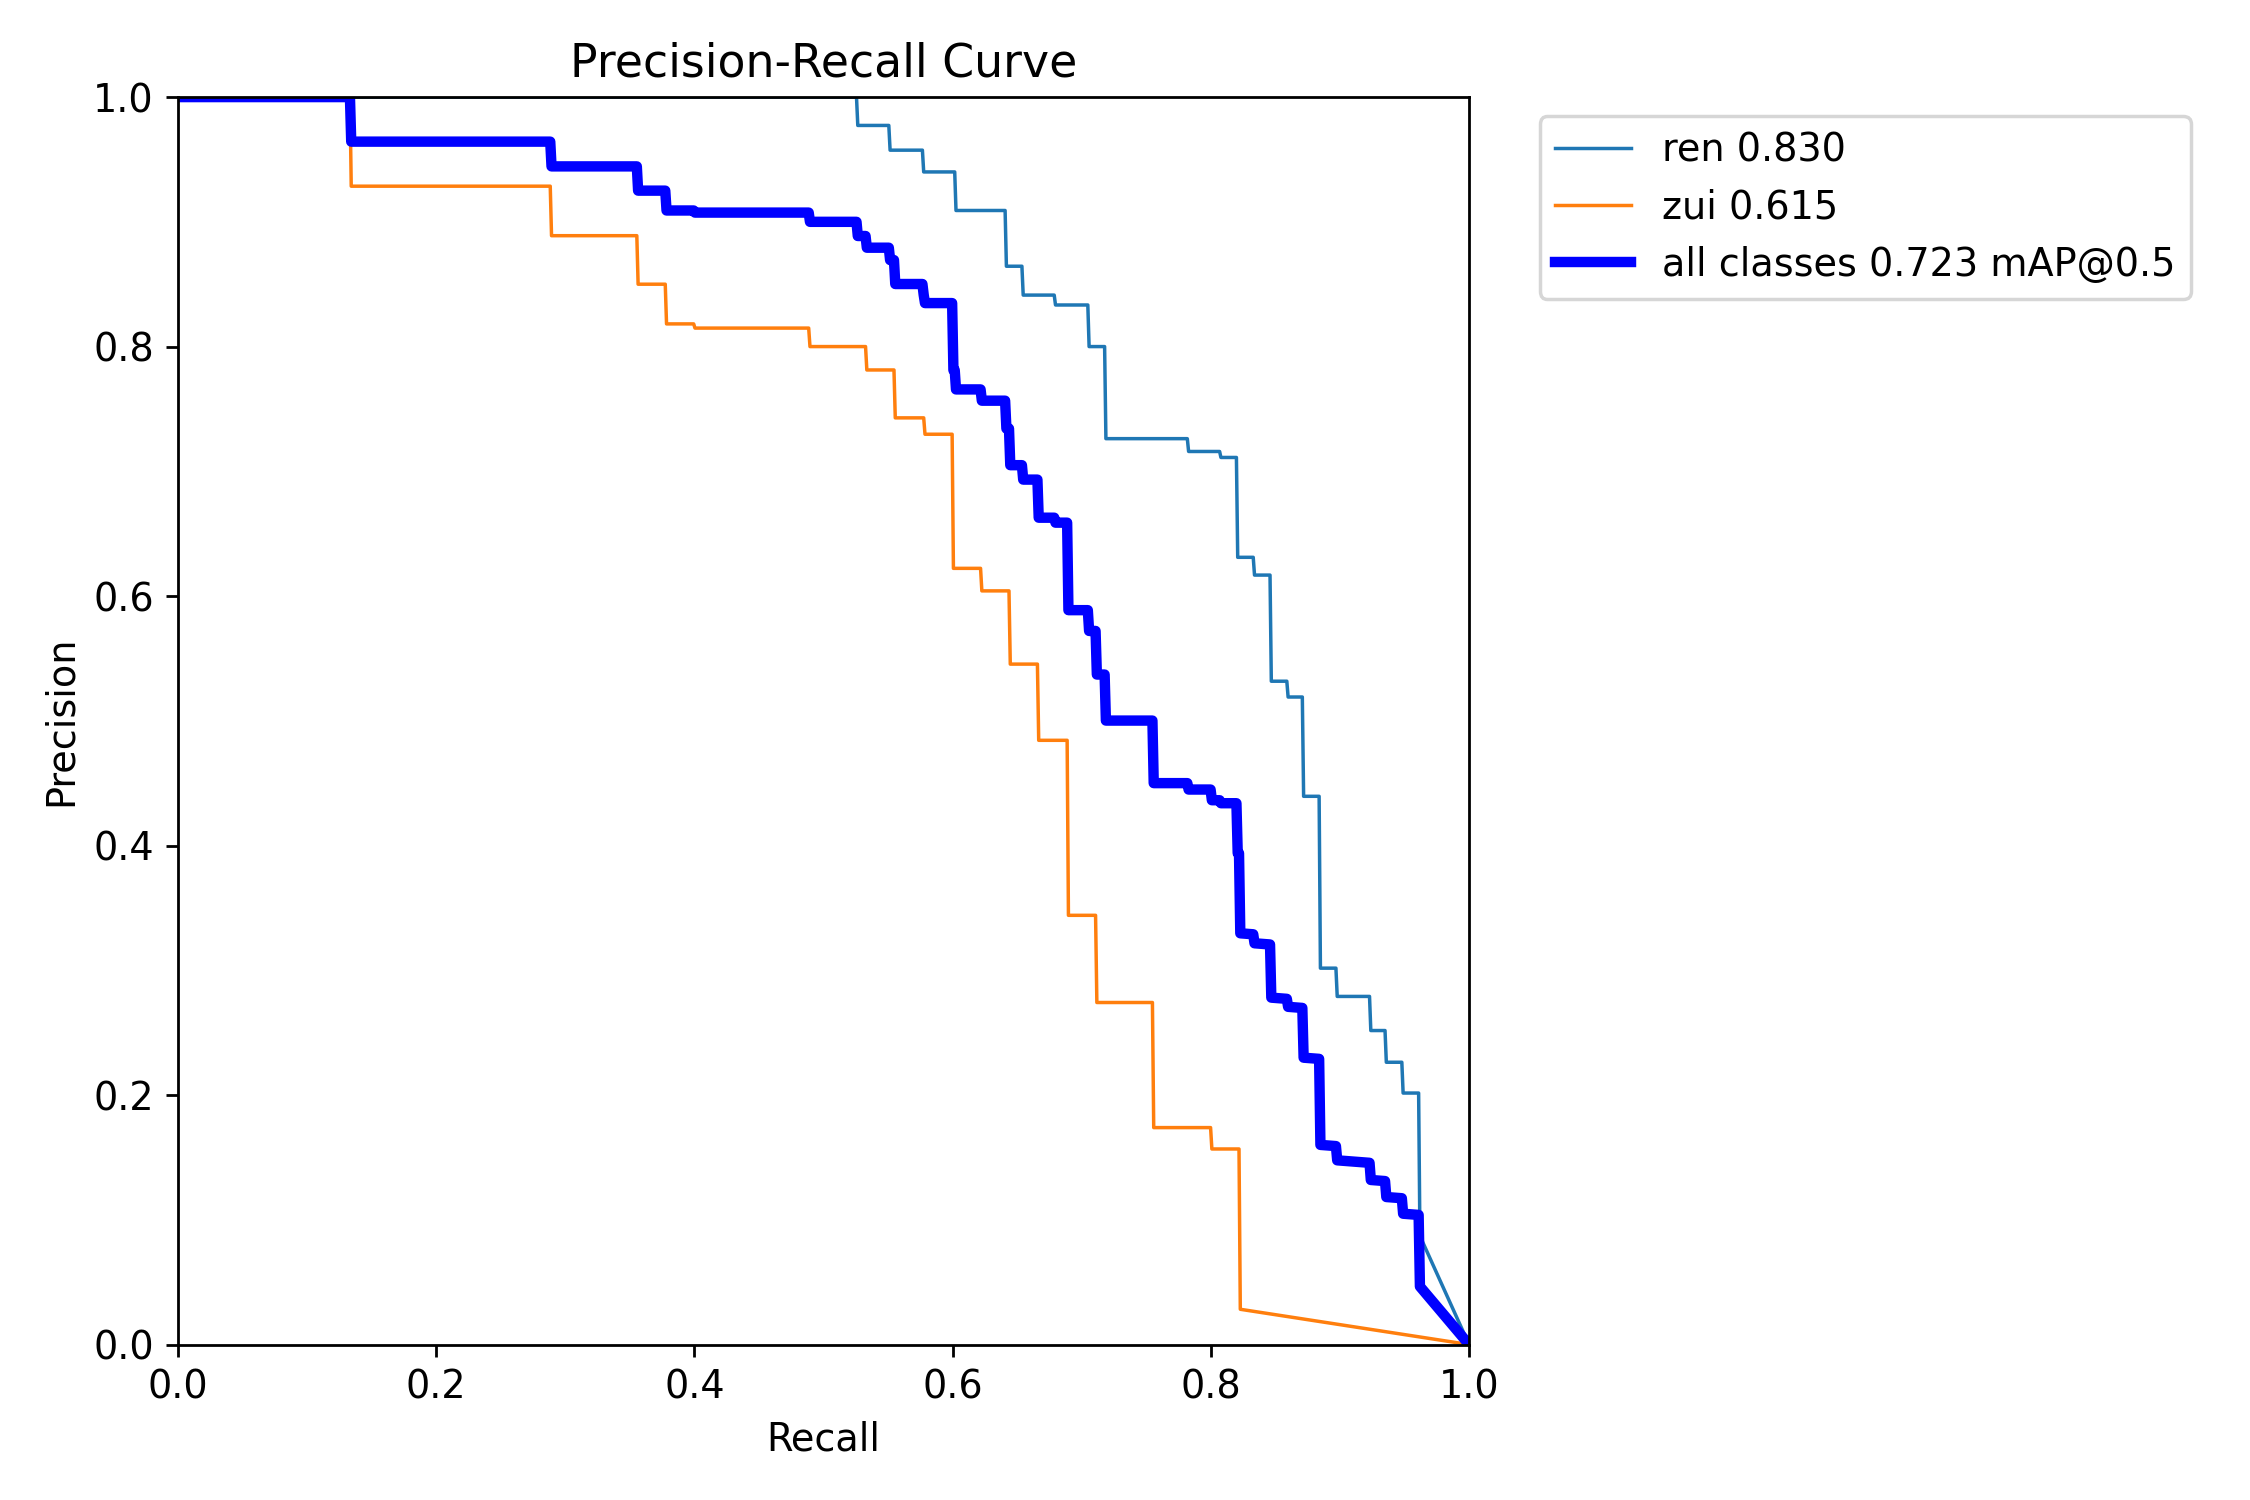 Precision-Recall Curve
1.0
0.8
0.6
0.4
0.2
0.0
Precision
0.0 0.2 0.4 0.6 0.8 1.0
Recall
ren 0.830
zui 0.615
all classes 0.723 mAP@0.5